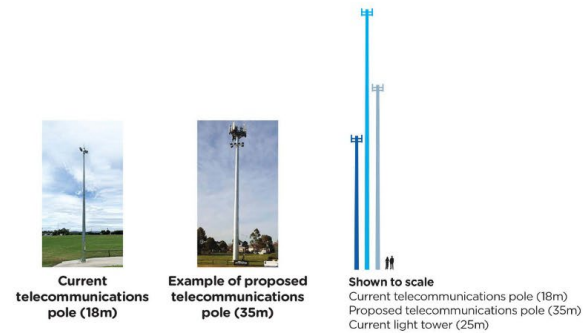 Current
telecommunications
pole (18m)
Example of proposed
telecommunications
pole (35m)
Shown to scale
Current telecommunications pole (18m)
Proposed telecommunications pole (35m)
Current light tower (25m)